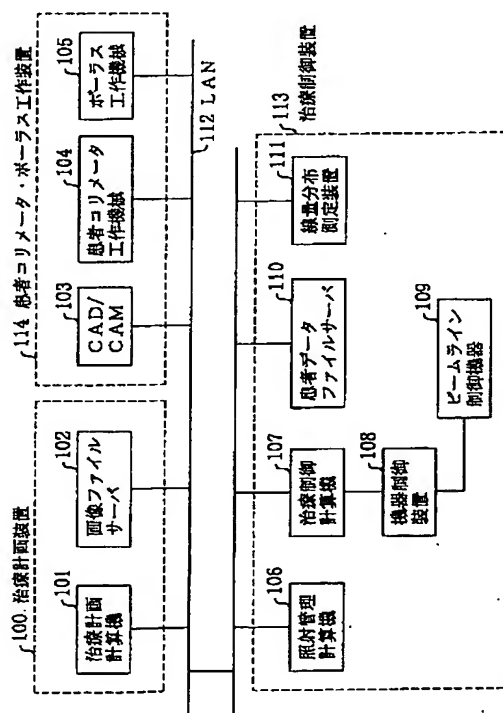 100. 治療計画装置
101
治療計画
計算機
102
画像ファイル
サーバ
114 患者コリメータ・ボーラス工作装置
103
CAD/
CAM
104
患者コリメータ
工作機械
105
ボーラス
工作機械
112 LAN
106
照射管理
計算機
107
治療制御
計算機
108
機器制御
装置
109
ビームライン
制御機器
110
患者データ
ファイルサーバ
111
線量分布
測定装置
113
治療制御装置